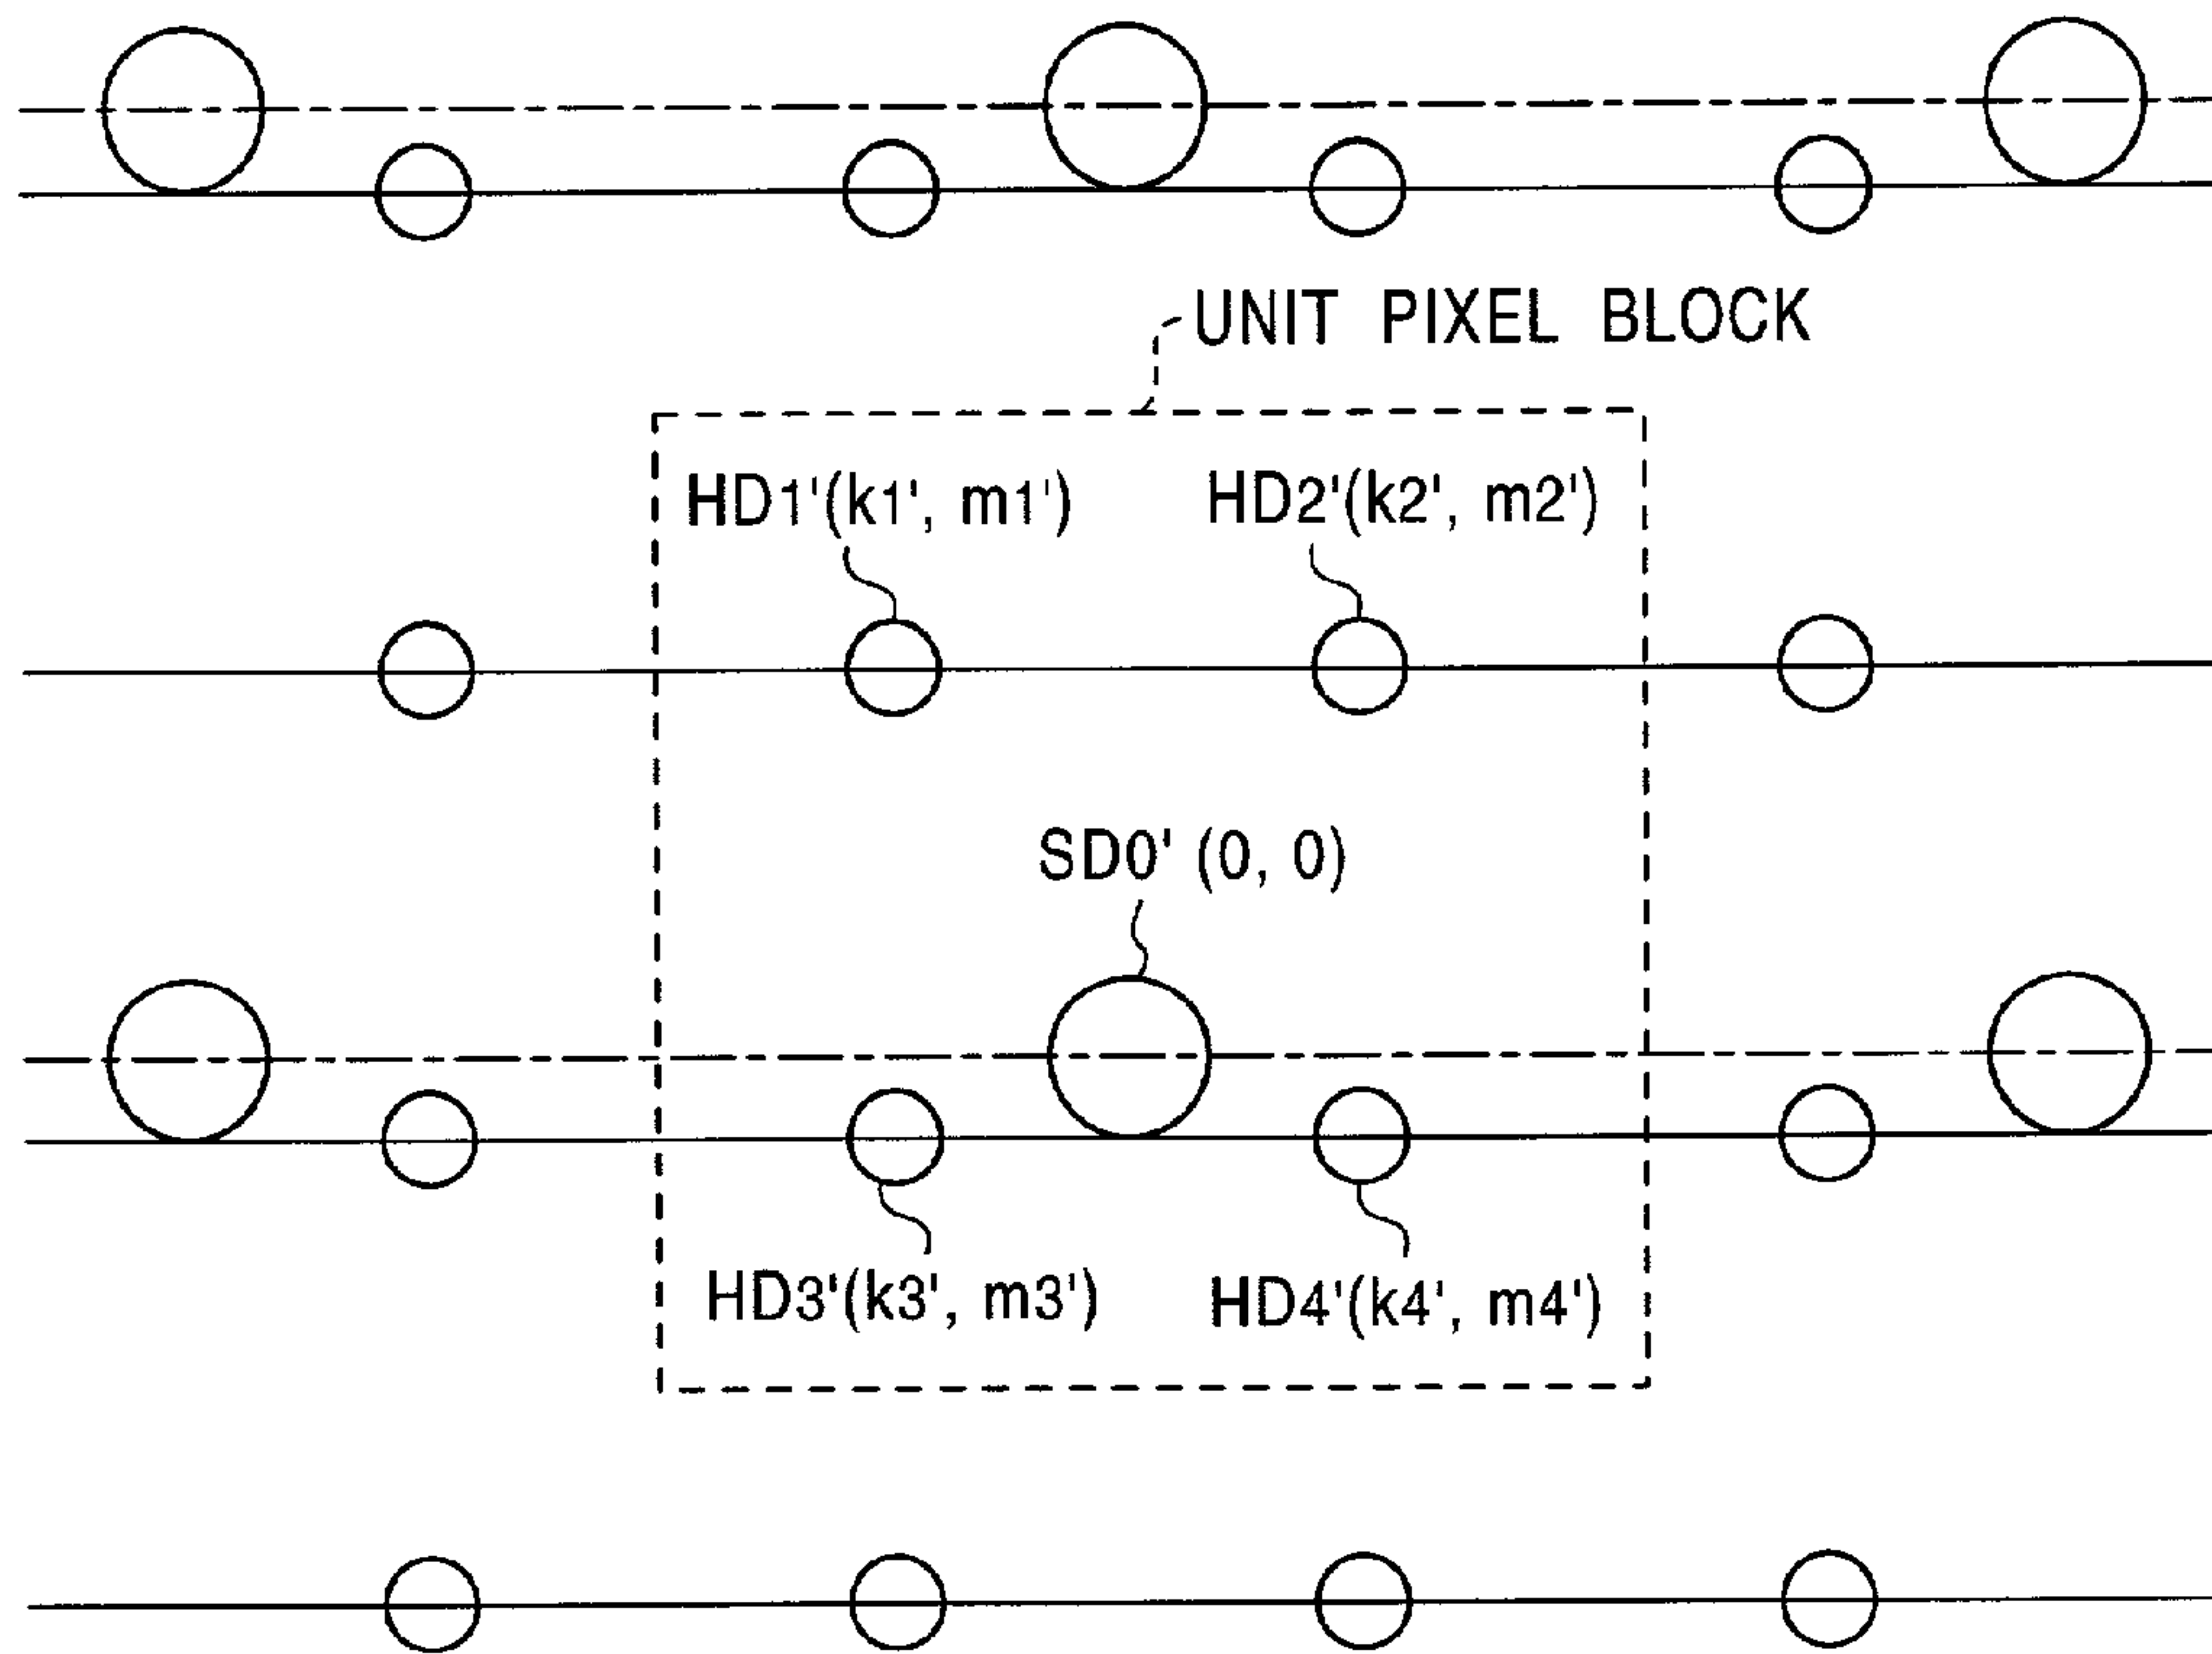 UNIT PIXEL BLOCK
HD1'(k1', m1')
HD2'(k2', m2')
SD0' (0, 0)
HD3'(k3', m3')
HD4'(k4', m4')